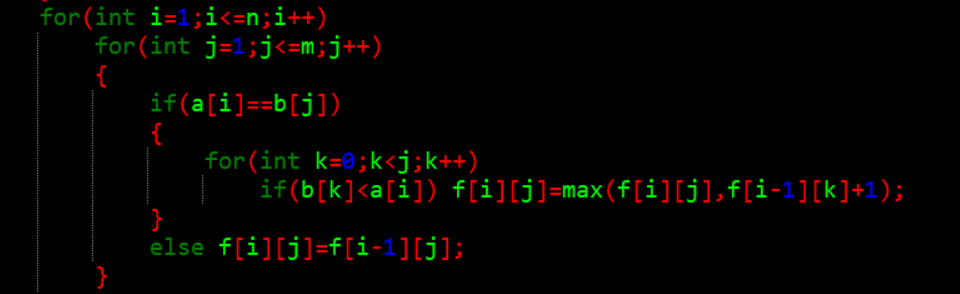 for(int i=1;i<=n;i++)
for(int j=1;j<=m;j++)
{
if(a[i]==b[j])
{
for(int k=0;k<j;k++)
if(b[k]<a[i]) f[i][j]=max(f[i][j],f[i-1][k]+1);
}
else f[i][j]=f[i-1][j];
}